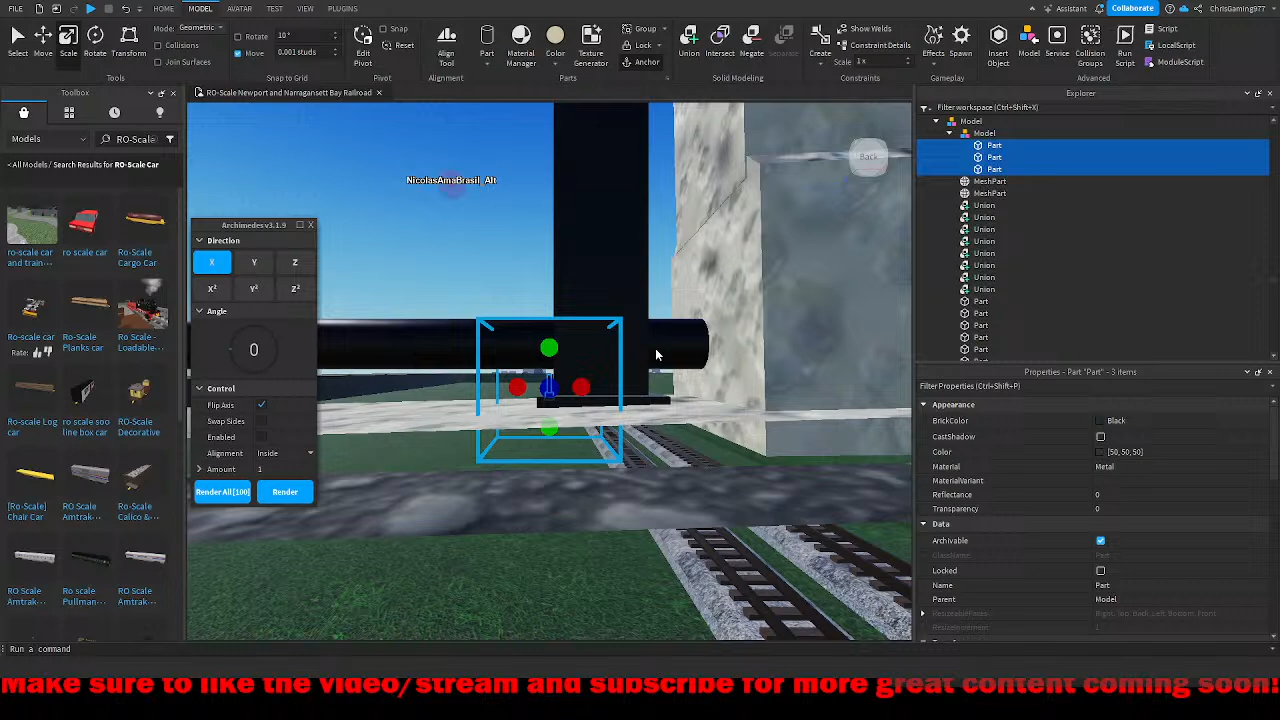 FILE HOME MODEL AVATAR TEST VIEW PLUGINS Assistant Collaborate ChrisGaming977
Select Move Scale Rotate Transform Mode: Geometric Collisions Join Surfaces Tools
Rotate 10° Move 0.001 studs Snap to Grid
Edit Pivot Snap Reset Pivot
Align Tool Alignment
Part Material Manager Color Texture Generator Group Lock Anchor Parts
Union Intersect Negate Separate Solid Modeling
Create Show Welds Constraint Details Scale 1 x Constraints
Effects Spawn Gameplay
Insert Object Model Service Collision Groups Run Script Script LocalScript ModuleScript Advanced
Toolbox
RO-Scale Newport and Narragansett Bay Railroad
Models RO-Scale
<All Models / Search Results for RO-Scale Car
ro-scale car and train...
ro scale car
Ro-Scale Cargo Car
Ro-scale car
Rate:
Ro-Scale Planks car
Ro Scale - Loadable...
Ro-scale Log car
ro scale soo line box car
RO-Scale Decorative
[Ro-Scale] Chair Car
RO Scale Amtrak...
Ro-Scale Calico &...
RO Scale Amtrak...
Ro scale Pullman...
RO Scale Amtrak...
Archimedes v3.1.9
Direction
X Y Z
X² Y² Z²
Angle
0
Control
Flip Axis
Swap Sides
Enabled
Alignment Inside
Amount 1
Render All [100] Render
NicolasAmaBrasil_Alt
Back
Explorer
Filter workspace (Ctrl+Shift+X)
Model
Model
Part
Part
Part
MeshPart
MeshPart
Union
Union
Union
Union
Union
Union
Union
Union
Part
Part
Part
Part
Part
Properties - Part "Part" - 3 items
Filter Properties (Ctrl+Shift+P)
Appearance
BrickColor Black
CastShadow
Color [50, 50, 50]
Material Metal
MaterialVariant
Reflectance 0
Transparency 0
Data
Archivable
ClassName Part
Locked
Name Part
Parent Model
ResizeableFaces Right, Top, Back, Left, Bottom, Front
ResizeIncrement 1
Run a command
Make sure to like the video/stream and subscribe for more great content coming soon!